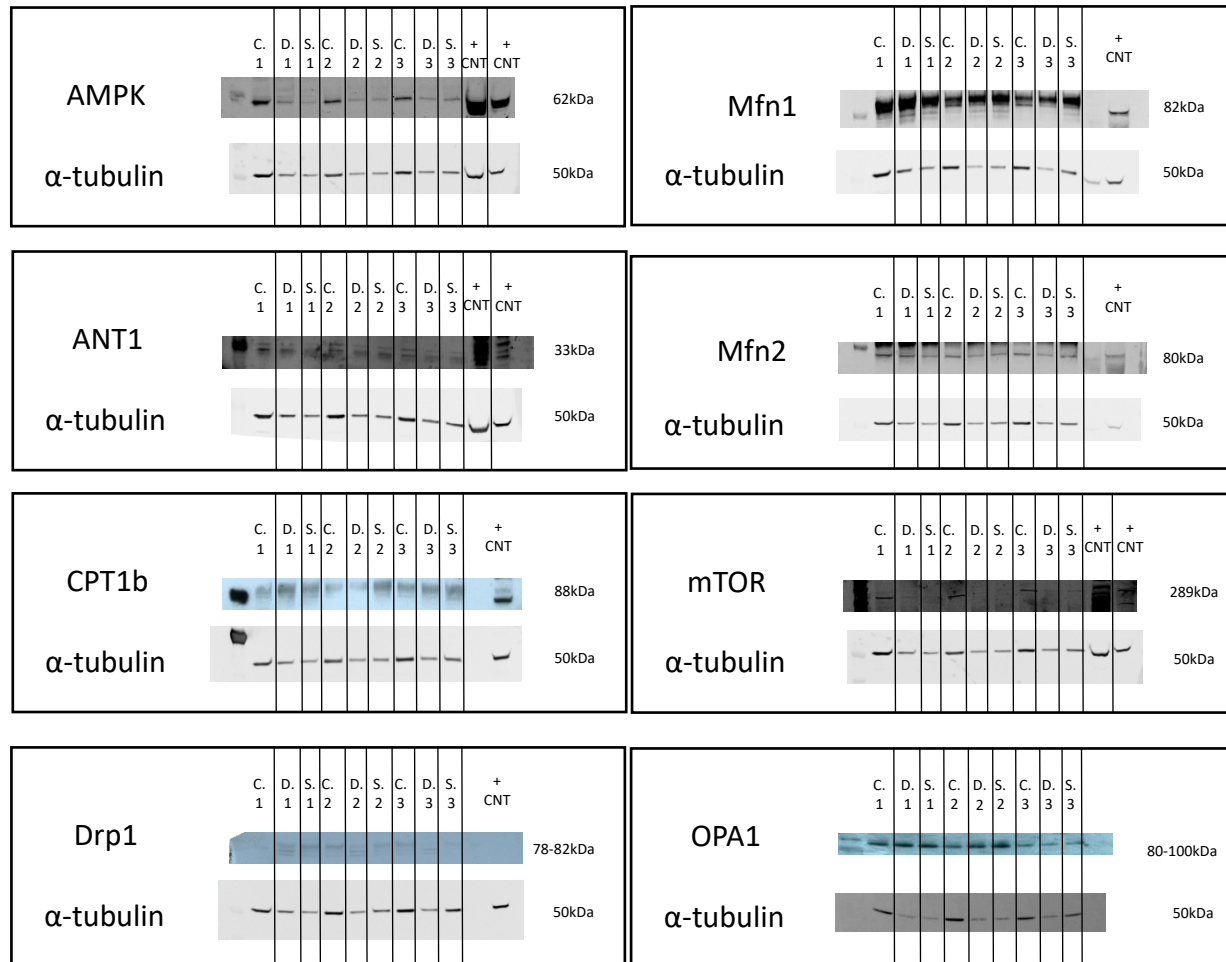 C. D. S. C. D. S. C. D. S. + +
1 1 1 2 2 2 3 3 3 CNT CNT
AMPK
62kDa
α-tubulin
50kDa
C. D. S. C. D. S. C. D. S. +
1 1 1 2 2 2 3 3 3 CNT
Mfn1
82kDa
α-tubulin
50kDa
C. D. S. C. D. S. C. D. S. + +
1 1 1 2 2 2 3 3 3 CNT CNT
ANT1
33kDa
α-tubulin
50kDa
C. D. S. C. D. S. C. D. S. +
1 1 1 2 2 2 3 3 3 CNT
Mfn2
80kDa
α-tubulin
50kDa
C. D. S. C. D. S. C. D. S. +
1 1 1 2 2 2 3 3 3 CNT
CPT1b
88kDa
α-tubulin
50kDa
C. D. S. C. D. S. C. D. S. + +
1 1 1 2 2 2 3 3 3 CNT CNT
mTOR
289kDa
α-tubulin
50kDa
C. D. S. C. D. S. C. D. S. +
1 1 1 2 2 2 3 3 3 CNT
Drp1
78-82kDa
α-tubulin
50kDa
C. D. S. C. D. S. C. D. S.
1 1 1 2 2 2 3 3 3
OPA1
80-100kDa
α-tubulin
50kDa